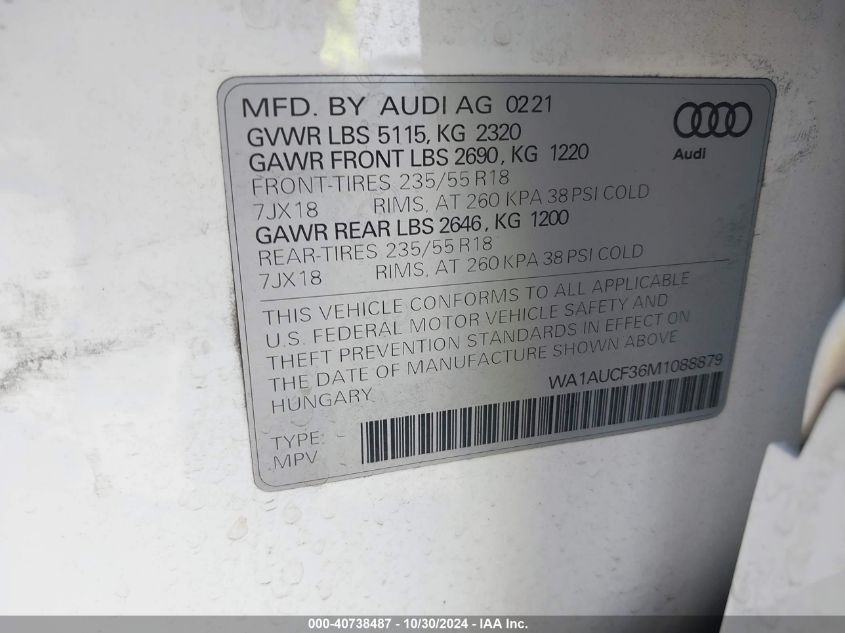 MFD. BY AUDI AG 0221
GVWR LBS 5115, KG 2320
GAWR FRONT LBS 2690, KG 1220
FRONT-TIRES 235/55 R18
7JX18 RIMS, AT 260 KPA 38 PSI COLD
GAWR REAR LBS 2646, KG 1200
REAR-TIRES 235/55 R18
7JX18 RIMS, AT 260 KPA 38 PSI COLD
Audi
THIS VEHICLE CONFORMS TO ALL APPLICABLE
U.S. FEDERAL MOTOR VEHICLE SAFETY AND
THEFT PREVENTION STANDARDS IN EFFECT ON
THE DATE OF MANUFACTURE SHOWN ABOVE
HUNGARY
WA1AUCF36M1088879
TYPE:
MPV
000-40738487 - 10/30/2024 - IAA Inc.